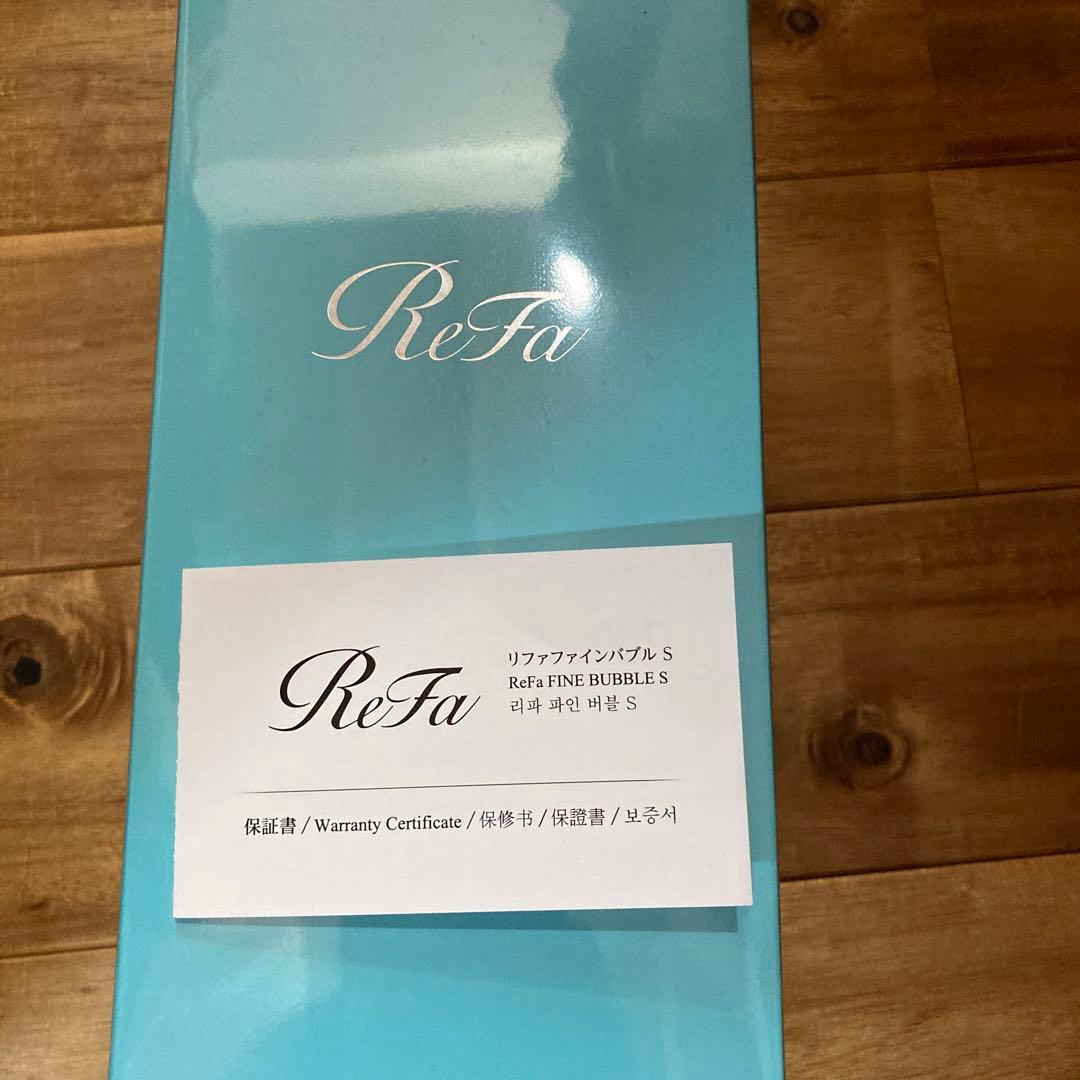 ReFa
ReFa
リファファインバブル S
ReFa FINE BUBBLE S
리파 파인 버블 S
保証書 / Warranty Certificate / 保修书 / 保證書 / 보증서